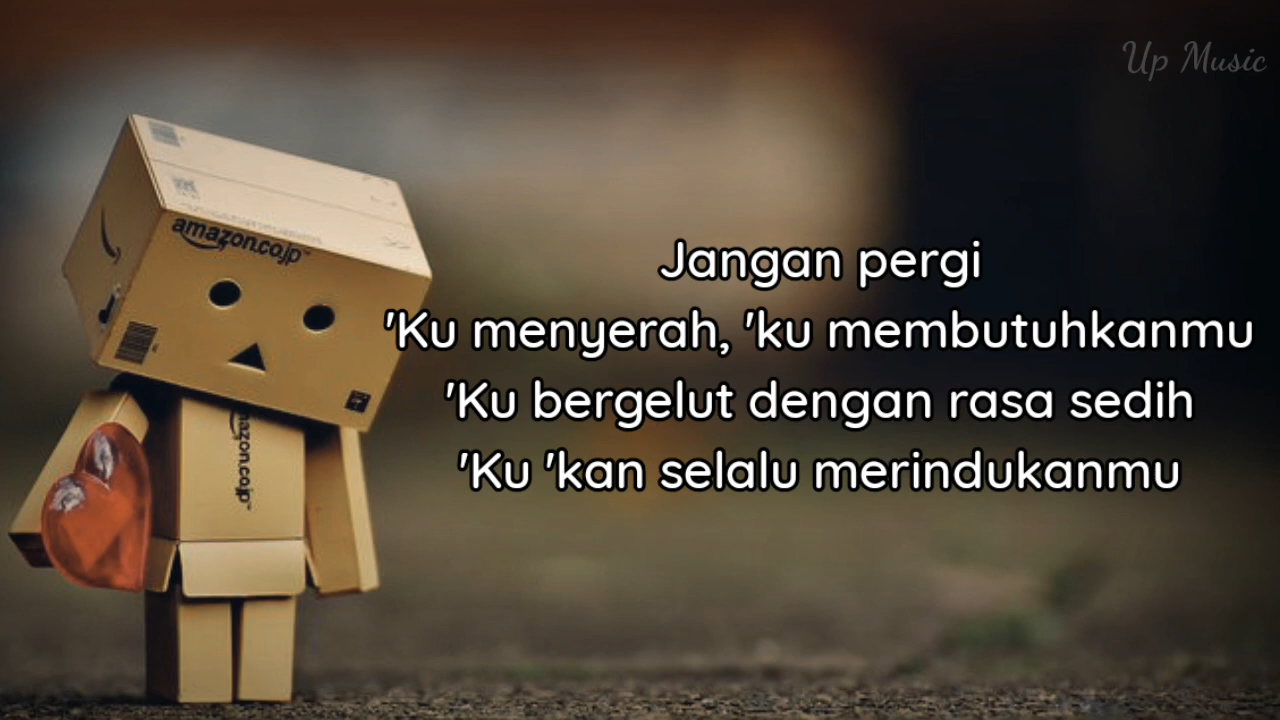 Up Music
amazon.co.jp
Jangan pergi
'Ku menyerah, 'ku membutuhkanmu
'Ku bergelut dengan rasa sedih
'Ku 'kan selalu merindukanmu
amazon.co.jp